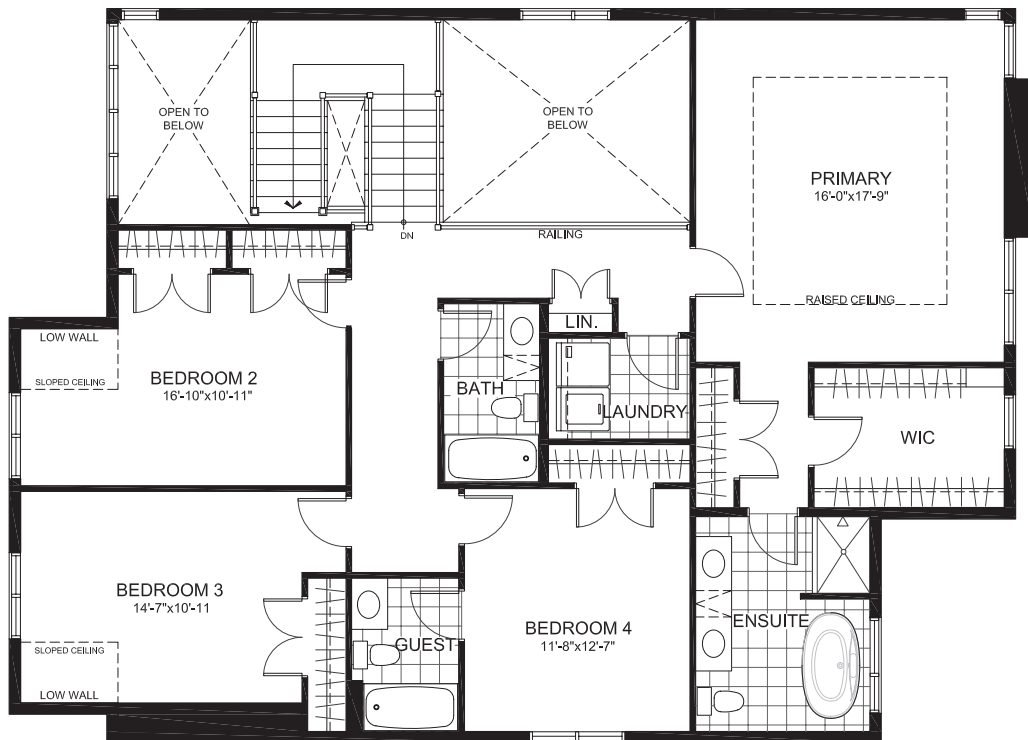 OPEN TO
BELOW
OPEN TO
BELOW
PRIMARY
16'-0"x17'-9"
DN
RAILING
RAISED CEILING
LIN.
LOW WALL
SLOPED CEILING
BEDROOM 2
16'-10"x10'-11"
BATH
LAUNDRY
WIC
BEDROOM 3
14'-7"x10'-11
SLOPED CEILING
LOW WALL
GUEST
BEDROOM 4
11'-8"x12'-7"
ENSUITE